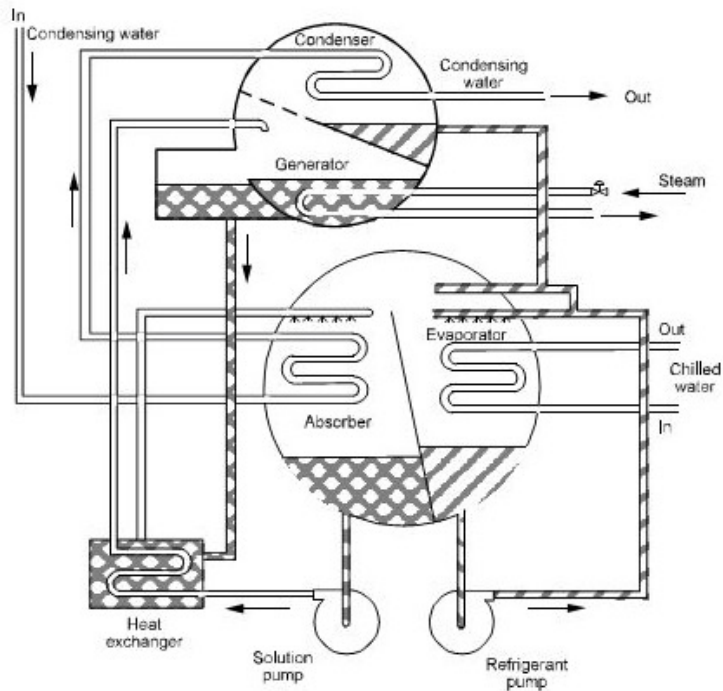 In
Condensing water
Condenser
Condensing
water
Out
Generator
Steam
Evaporator
Out
Chilled
water
In
Absorber
Heat
exchanger
Solution
pump
Refrigerant
pump